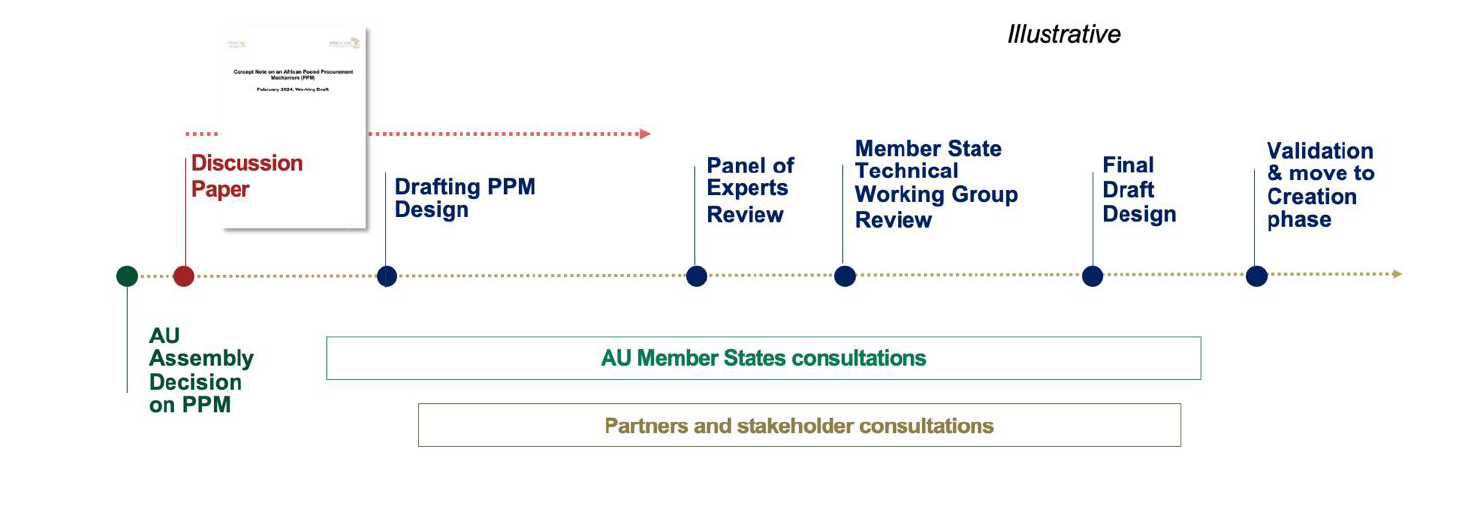 Illustrative
Concept Note on an African Pooled Procurement
Mechanism (PPM)
February 2024, Working Draft
Discussion
Paper
Drafting PPM
Design
Panel of
Experts
Review
Member State
Technical
Working Group
Review
Final
Draft
Design
Validation
& move to
Creation
phase
AU
Assembly
Decision
on PPM
AU Member States consultations
Partners and stakeholder consultations